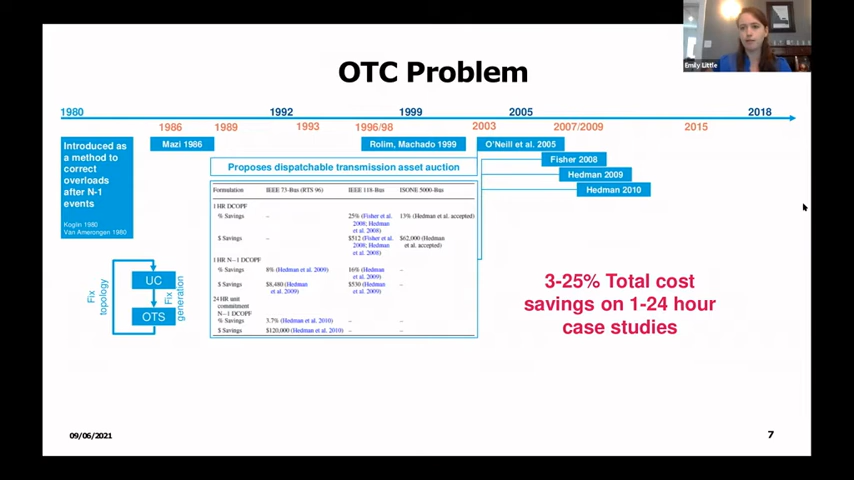 Emily Little
OTC Problem
1980
1992
1999
2005
2018
1986
1989
1993
1996/98
2003
2007/2009
2015
Introduced as
a method to
correct
overloads
after N-1
events
Koglin 1980
Van Amerongen 1980
Mazi 1986
Rolim, Machado 1999
O'Neill et al. 2005
Fisher 2008
Hedman 2009
Hedman 2010
Proposes dispatchable transmission asset auction
Formulation IEEE 73-Bus (RTS 96) IEEE 118-Bus ISONE 5000-Bus
1 HR DCOPF
% Savings – 25% (Fisher et al. 13% (Hedman et al. accepted)
2008; Hedman
et al. 2008)
$ Savings – $512 (Fisher et al. $62,000 (Hedman
2008; Hedman et al. accepted)
et al. 2008)
1 HR N−1 DCOPF
% Savings 8% (Hedman et al. 2009) 16% (Hedman –
et al. 2009)
$ Savings $8,480 (Hedman $530 (Hedman –
et al. 2009) et al. 2009)
24 HR unit
commitment
N−1 DCOPF
% Savings 3.7% (Hedman et al. 2010) – –
$ Savings $120,000 (Hedman et al. 2010) – –
Fix
topology
UC
OTS
Fix
generation
3-25% Total cost
savings on 1-24 hour
case studies
09/06/2021
7